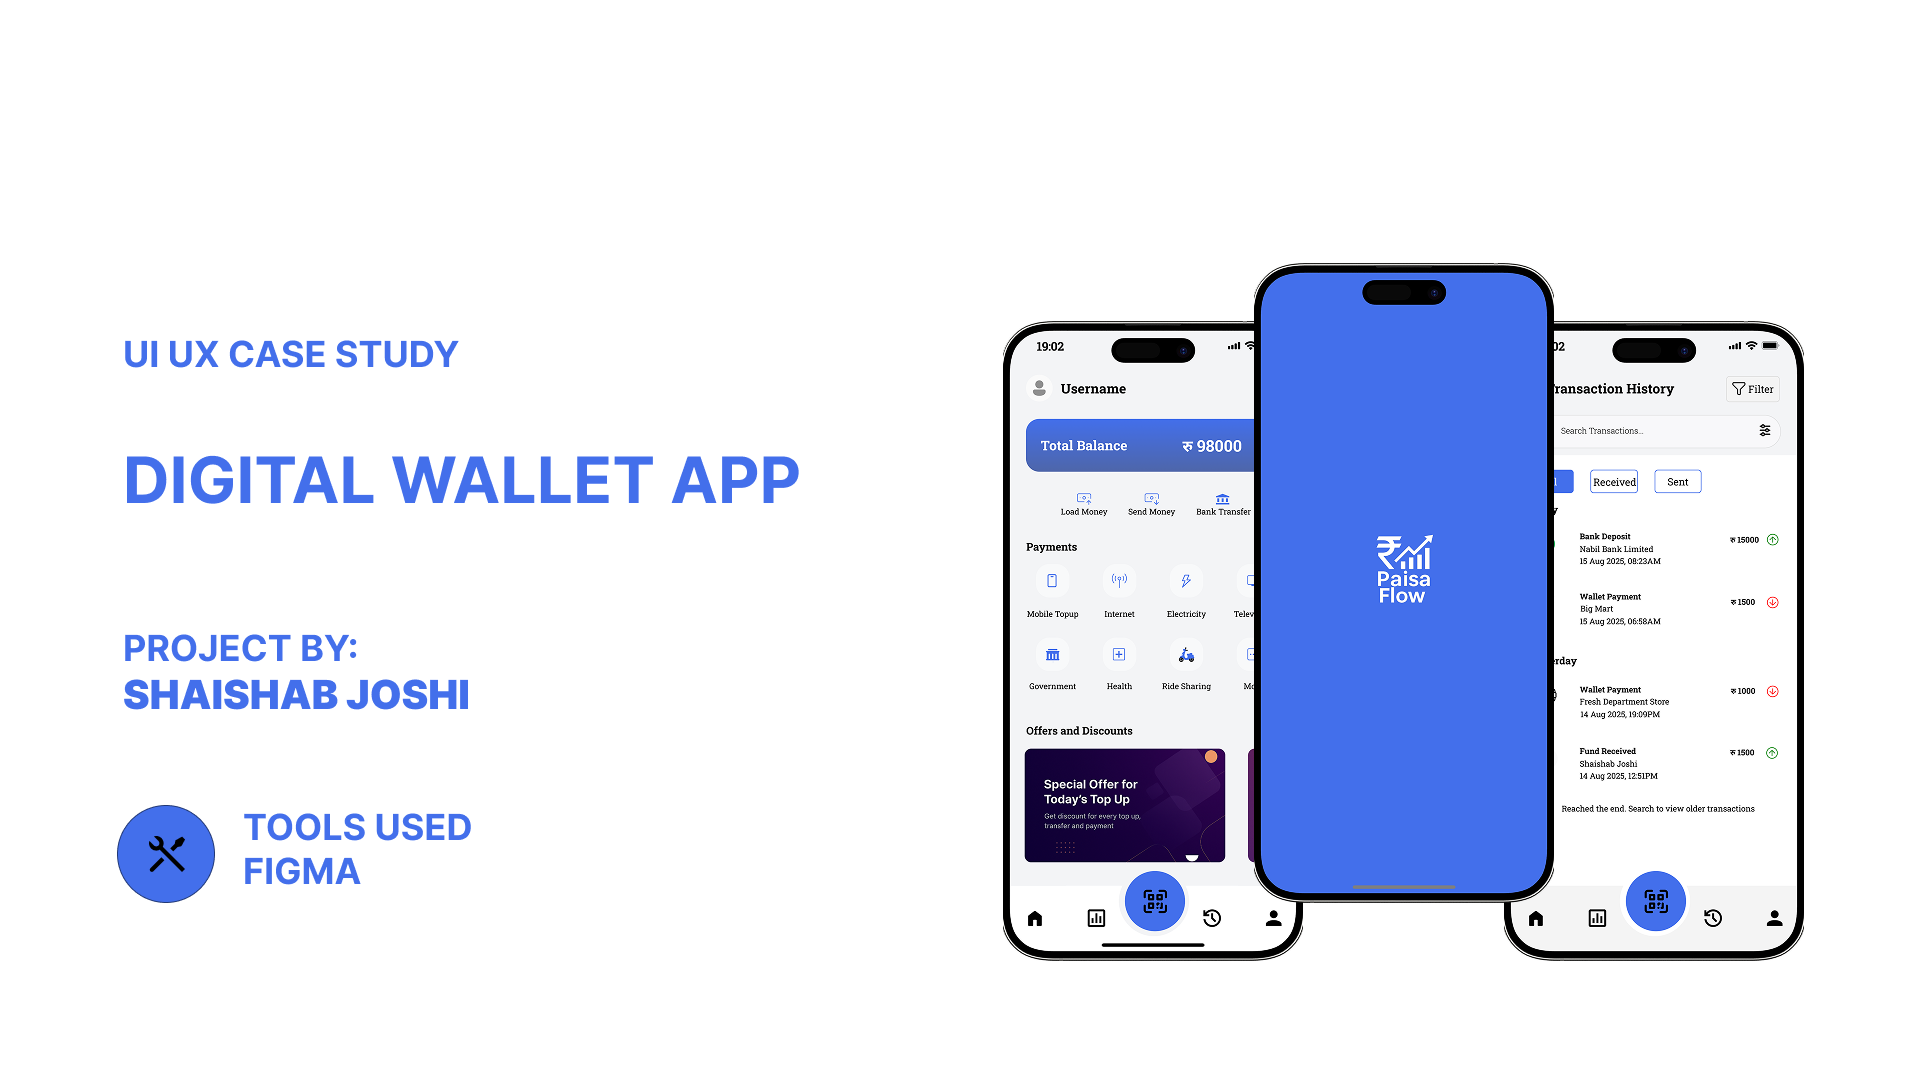 UI UX CASE STUDY
DIGITAL WALLET APP
PROJECT BY:
SHAISHAB JOSHI
TOOLS USED
FIGMA
19:02
Username
Total Balance
रु 98000
Load Money
Send Money
Bank Transfer
Payments
Mobile Topup
Internet
Electricity
Telev
Government
Health
Ride Sharing
Mo
Offers and Discounts
Special Offer for
Today's Top Up
Get discount for every top up,
transfer and payment
₹
Paisa
Flow
02
ransaction History
Filter
Search Transactions...
l
Received
Sent
y
Bank Deposit
Nabil Bank Limited
15 Aug 2025, 08:23AM
रु 15000
Wallet Payment
Big Mart
15 Aug 2025, 06:58AM
रु 1500
erday
Wallet Payment
Fresh Department Store
14 Aug 2025, 19:09PM
रु 1000
Fund Received
Shaishab Joshi
14 Aug 2025, 12:51PM
रु 1500
Reached the end. Search to view older transactions